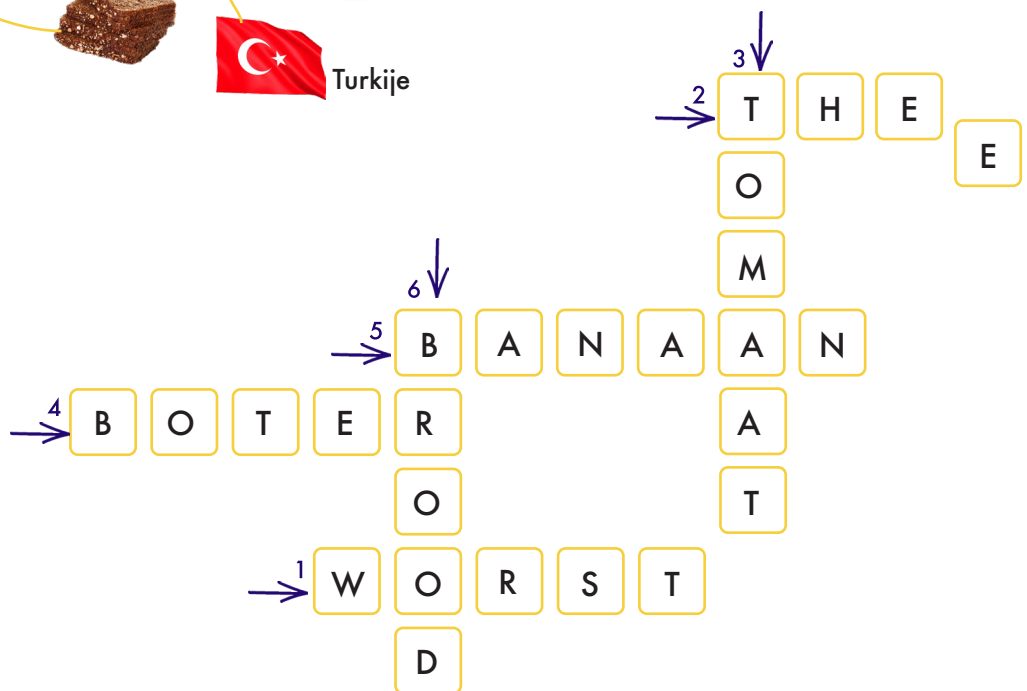 Turkije
3
2 T H E E
O
M
6
5 B A N A A N
4 B O T E R A
O T
1 W O R S T
D